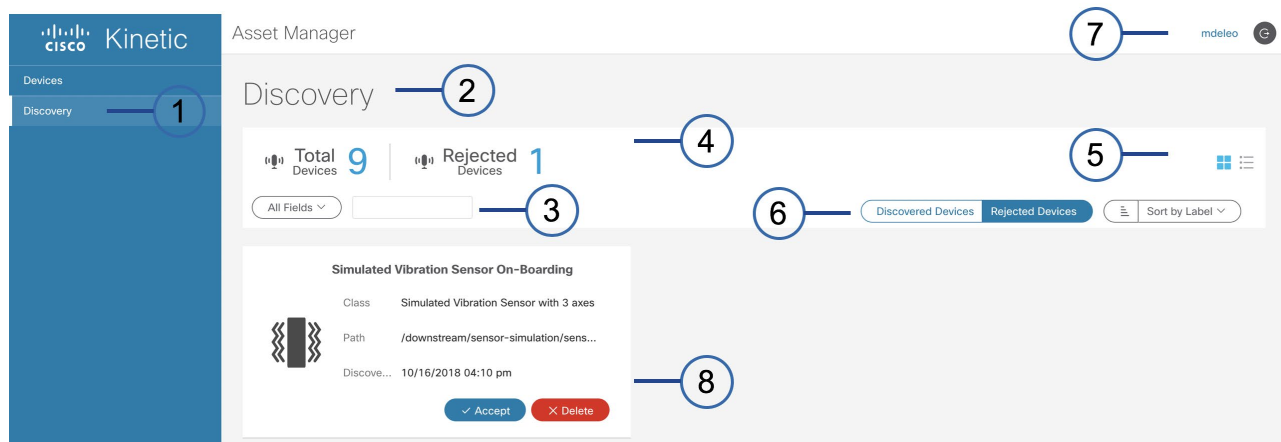 CISCO Kinetic
Asset Manager
7
mdeleo
Devices
Discovery
1
Discovery
2
4
Total Devices 9
Rejected Devices 1
5
All Fields
3
6
Discovered Devices
Rejected Devices
Sort by Label
Simulated Vibration Sensor On-Boarding
Class Simulated Vibration Sensor with 3 axes
Path /downstream/sensor-simulation/sens...
Discove... 10/16/2018 04:10 pm
8
Accept
Delete